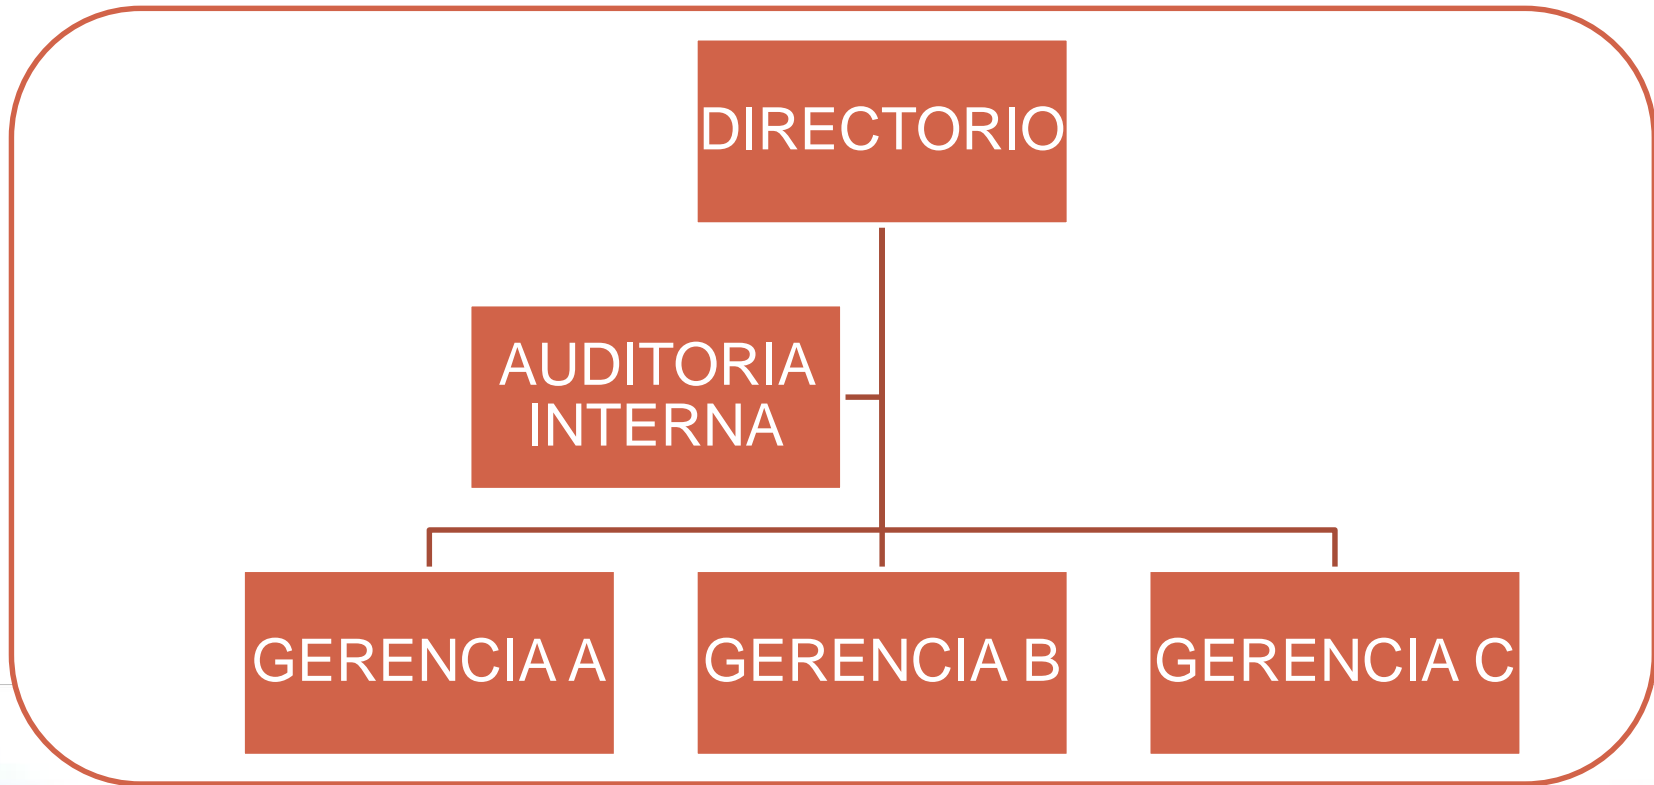 DIRECTORIO
AUDITORIA
INTERNA
GERENCIA A
GERENCIA B
GERENCIA C